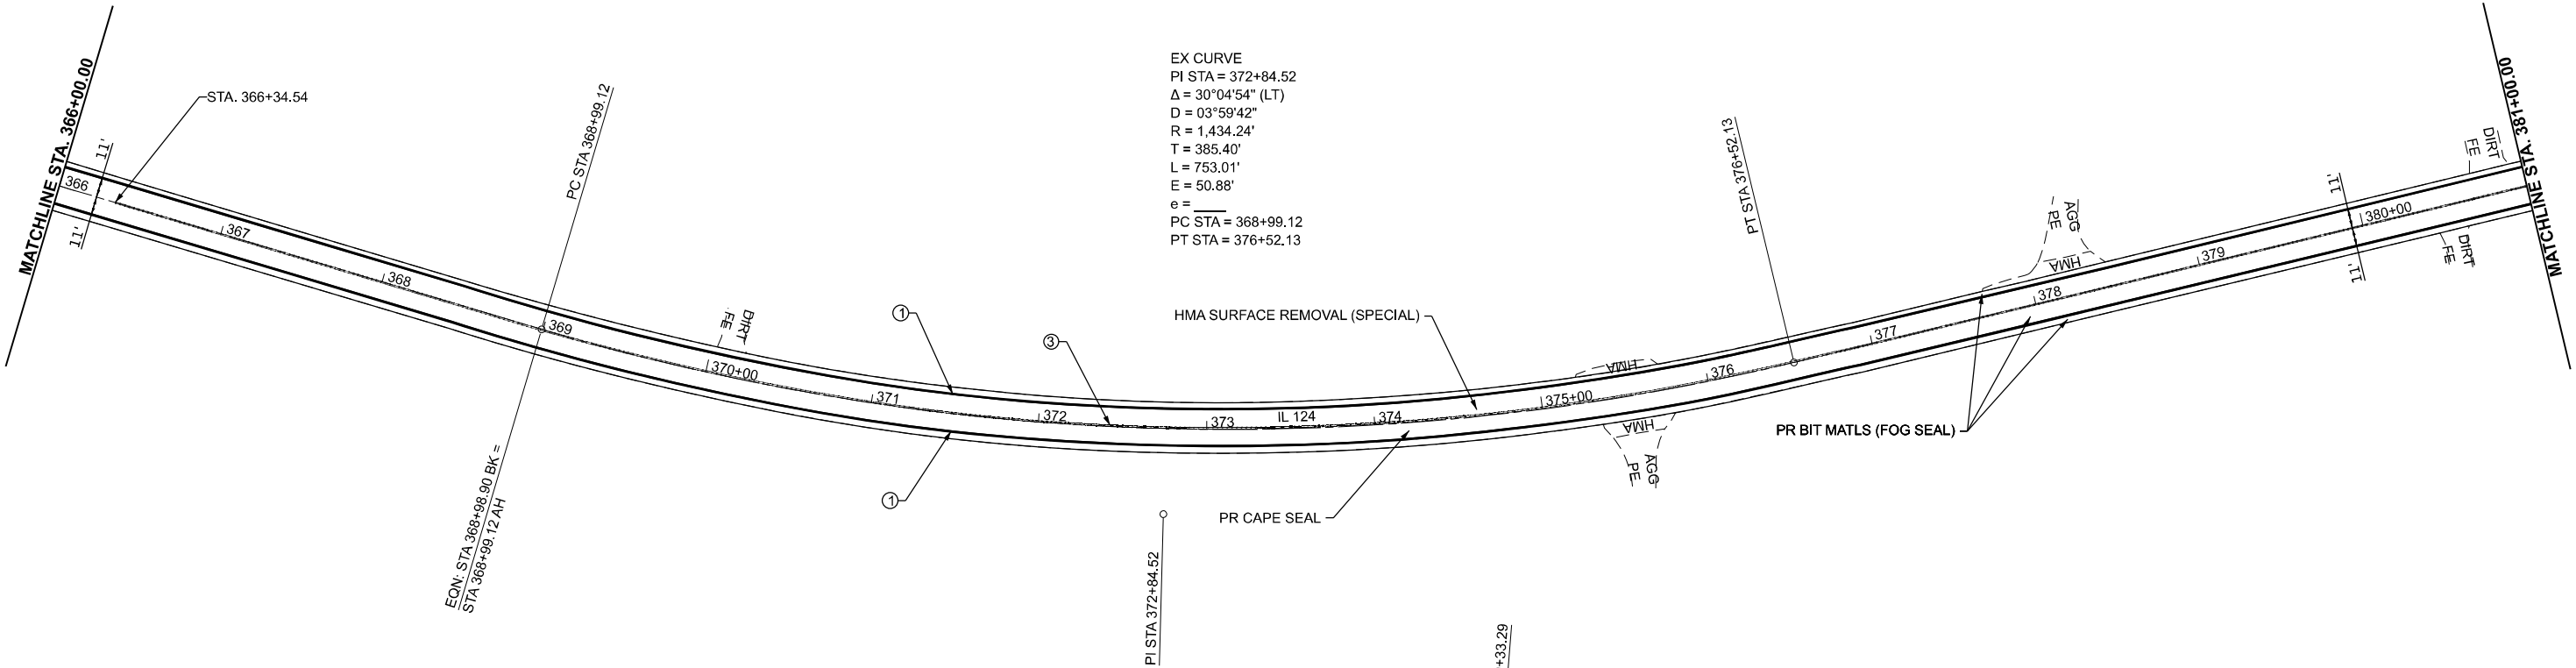 MATCHLINE STA. 366+00.00
11'
366
11'
STA. 366+34.54
367
368
PC STA 368+99.12
369
EQN: STA 368+98.90 BK =
STA 368+99.12 AH
DIRT
FE
370+00
371
1
1
3
372
373
IL 124
374
EX CURVE
PI STA = 372+84.52
Δ = 30°04'54" (LT)
D = 03°59'42"
R = 1,434.24'
T = 385.40'
L = 753.01'
E = 50.88'
e = ____
PC STA = 368+99.12
PT STA = 376+52.13
HMA SURFACE REMOVAL (SPECIAL)
PR CAPE SEAL
PI STA 372+84.52
+33.29
375+00
HMA
HMA
AGG
PE
376
PT STA 376+52.13
377
PR BIT MATLS (FOG SEAL)
378
AGG
PE
HMA
379
11'
380+00
11'
DIRT
FE
DIRT
FE
MATCHLINE STA. 381+00.00